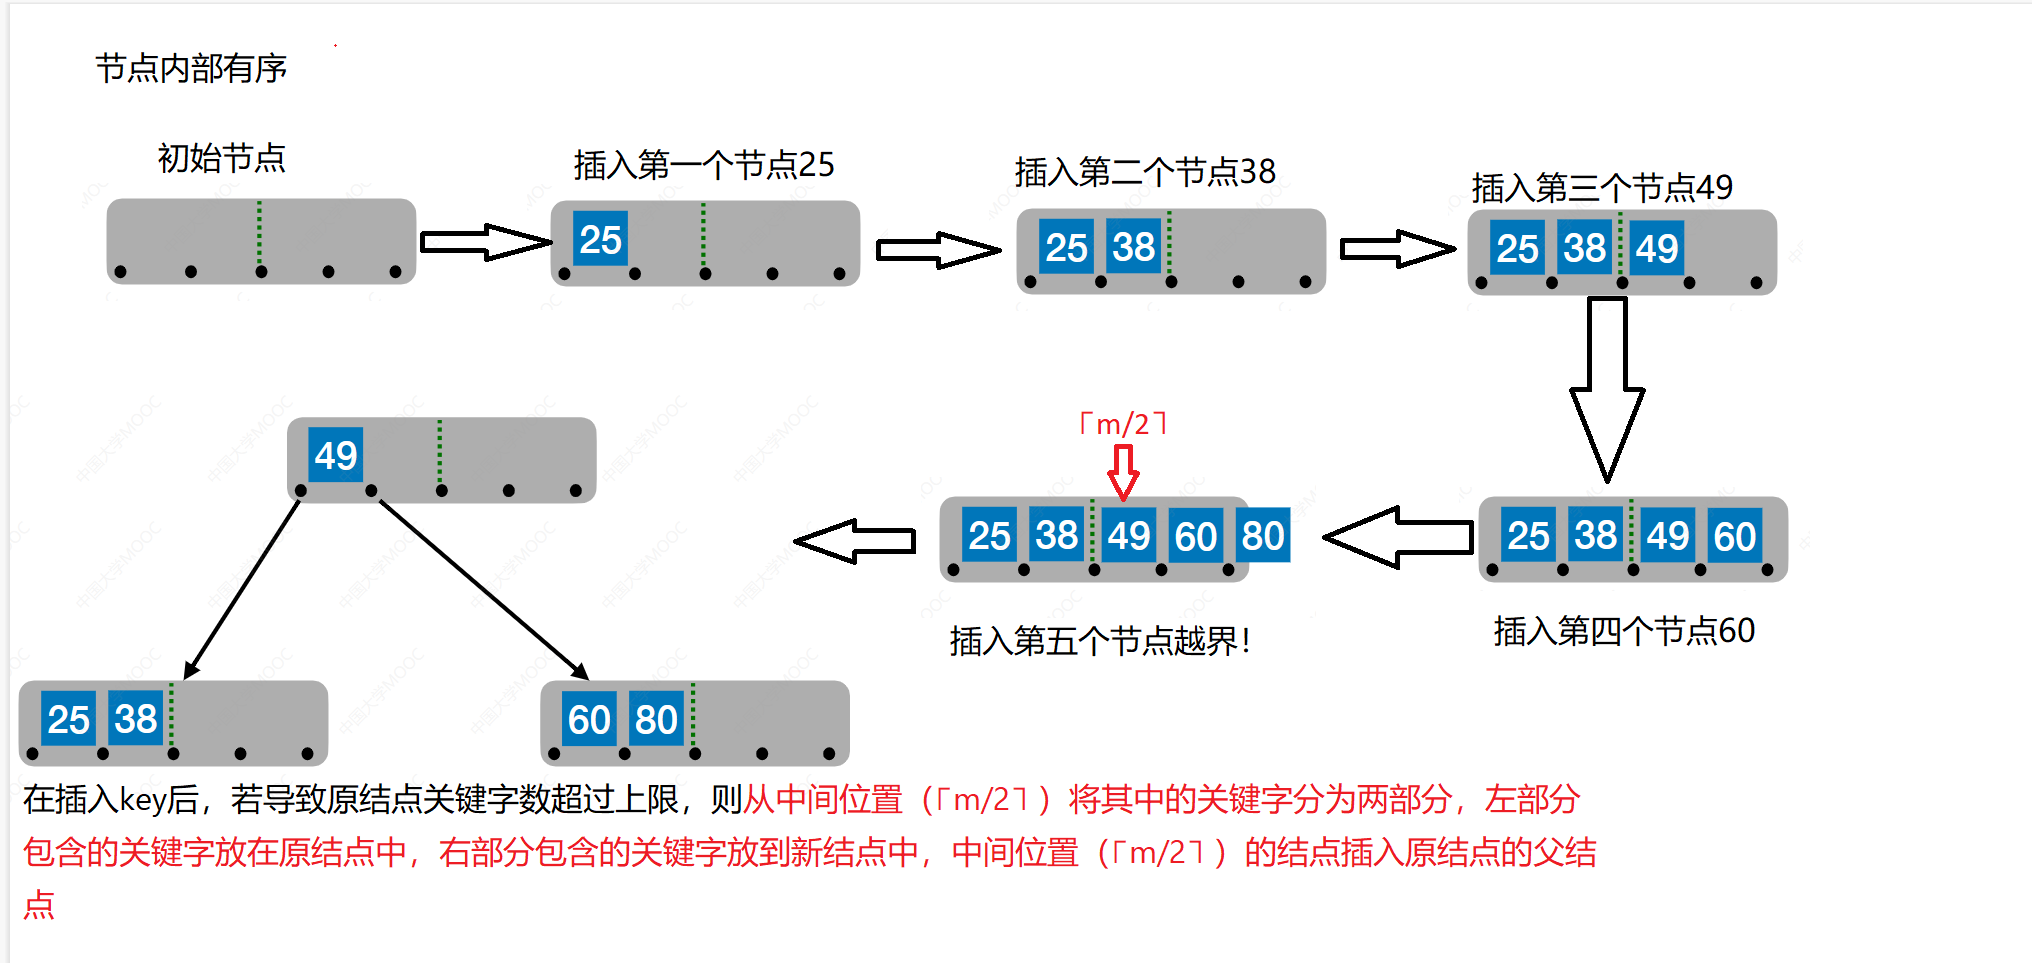 节点内部有序
初始节点
插入第一个节点25
插入第二个节点38
插入第三个节点49
25
25 38
25 38 49
「m/2˥
49
25 38 49 60 80
25 38 49 60
插入第五个节点越界！
插入第四个节点60
25 38
60 80
在插入key后，若导致原结点关键字数超过上限，则从中间位置（「m/2˥ ）将其中的关键字分为两部分，左部分
包含的关键字放在原结点中，右部分包含的关键字放到新结点中，中间位置（「m/2˥ ）的结点插入原结点的父结
点
中国大学MOOC